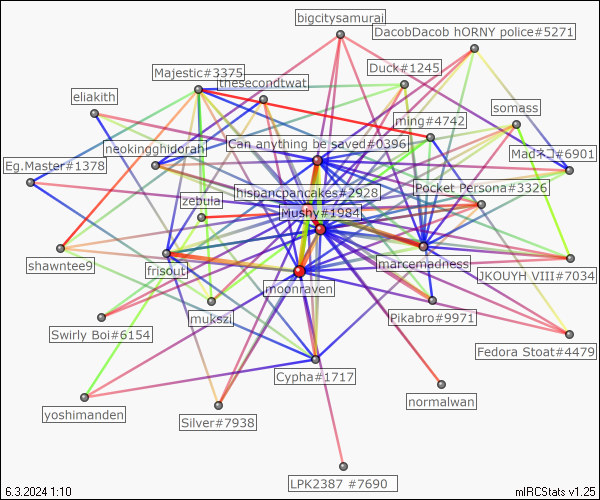 bigcitysamurai
DacobDacob hORNY police#5271
Majestic#3375
thesecondtwat
Duck#1245
eliakith
ming#4742
somass
neokingghidorah
Can anything be saved#0396
Madネコ#6901
Eg.Master#1378
hispancpancakes#2928
Pocket Persona#3326
zebula
Mushy#1984
shawntee9
frisout
marcemadness
JKOUYH VIII#7034
moonraven
mukszi
Pikabro#9971
Swirly Boi#6154
Fedora Stoat#4479
Cypha#1717
yoshimanden
Silver#7938
normalwan
LPK2387 #7690
6.3.2024 1:10
mIRCStats v1.25